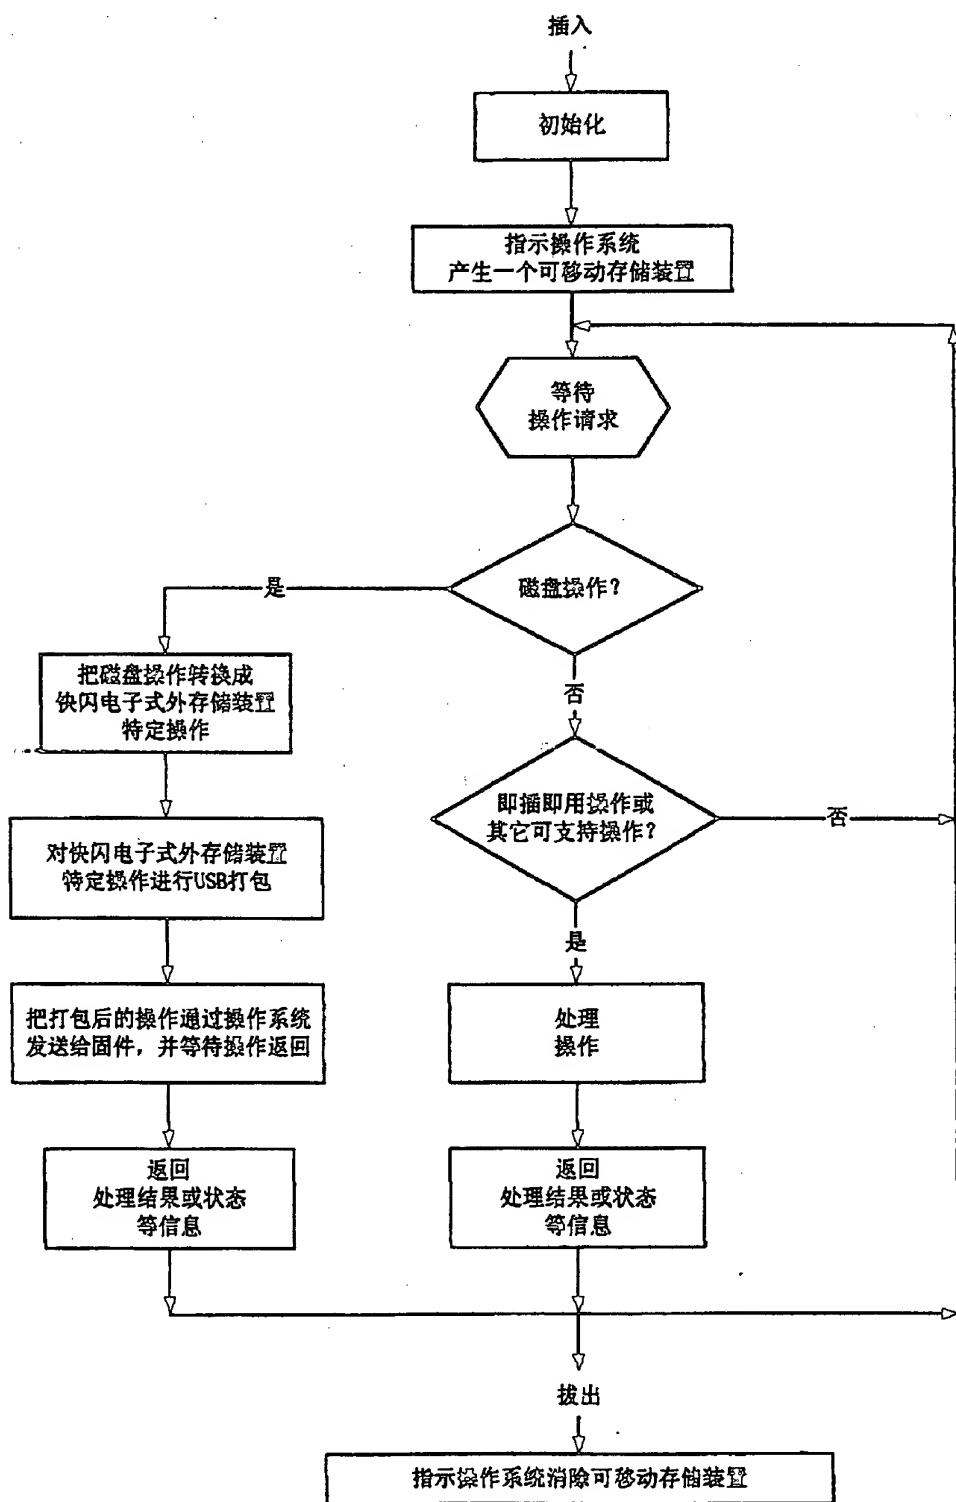 插入
初始化
指示操作系统
产生一个可移动存储装置
等待
操作请求
磁盘操作?
是
否
把磁盘操作转换成
快闪电子式外存储装置
特定操作
即插即用操作或
其它可支持操作?
否
对快闪电子式外存储装置
特定操作进行USB打包
是
把打包后的操作通过操作系统
发送给固件，并等待操作返回
处理
操作
返回
处理结果或状态
等信息
返回
处理结果或状态
等信息
拔出
指示操作系统消除可移动存储装置